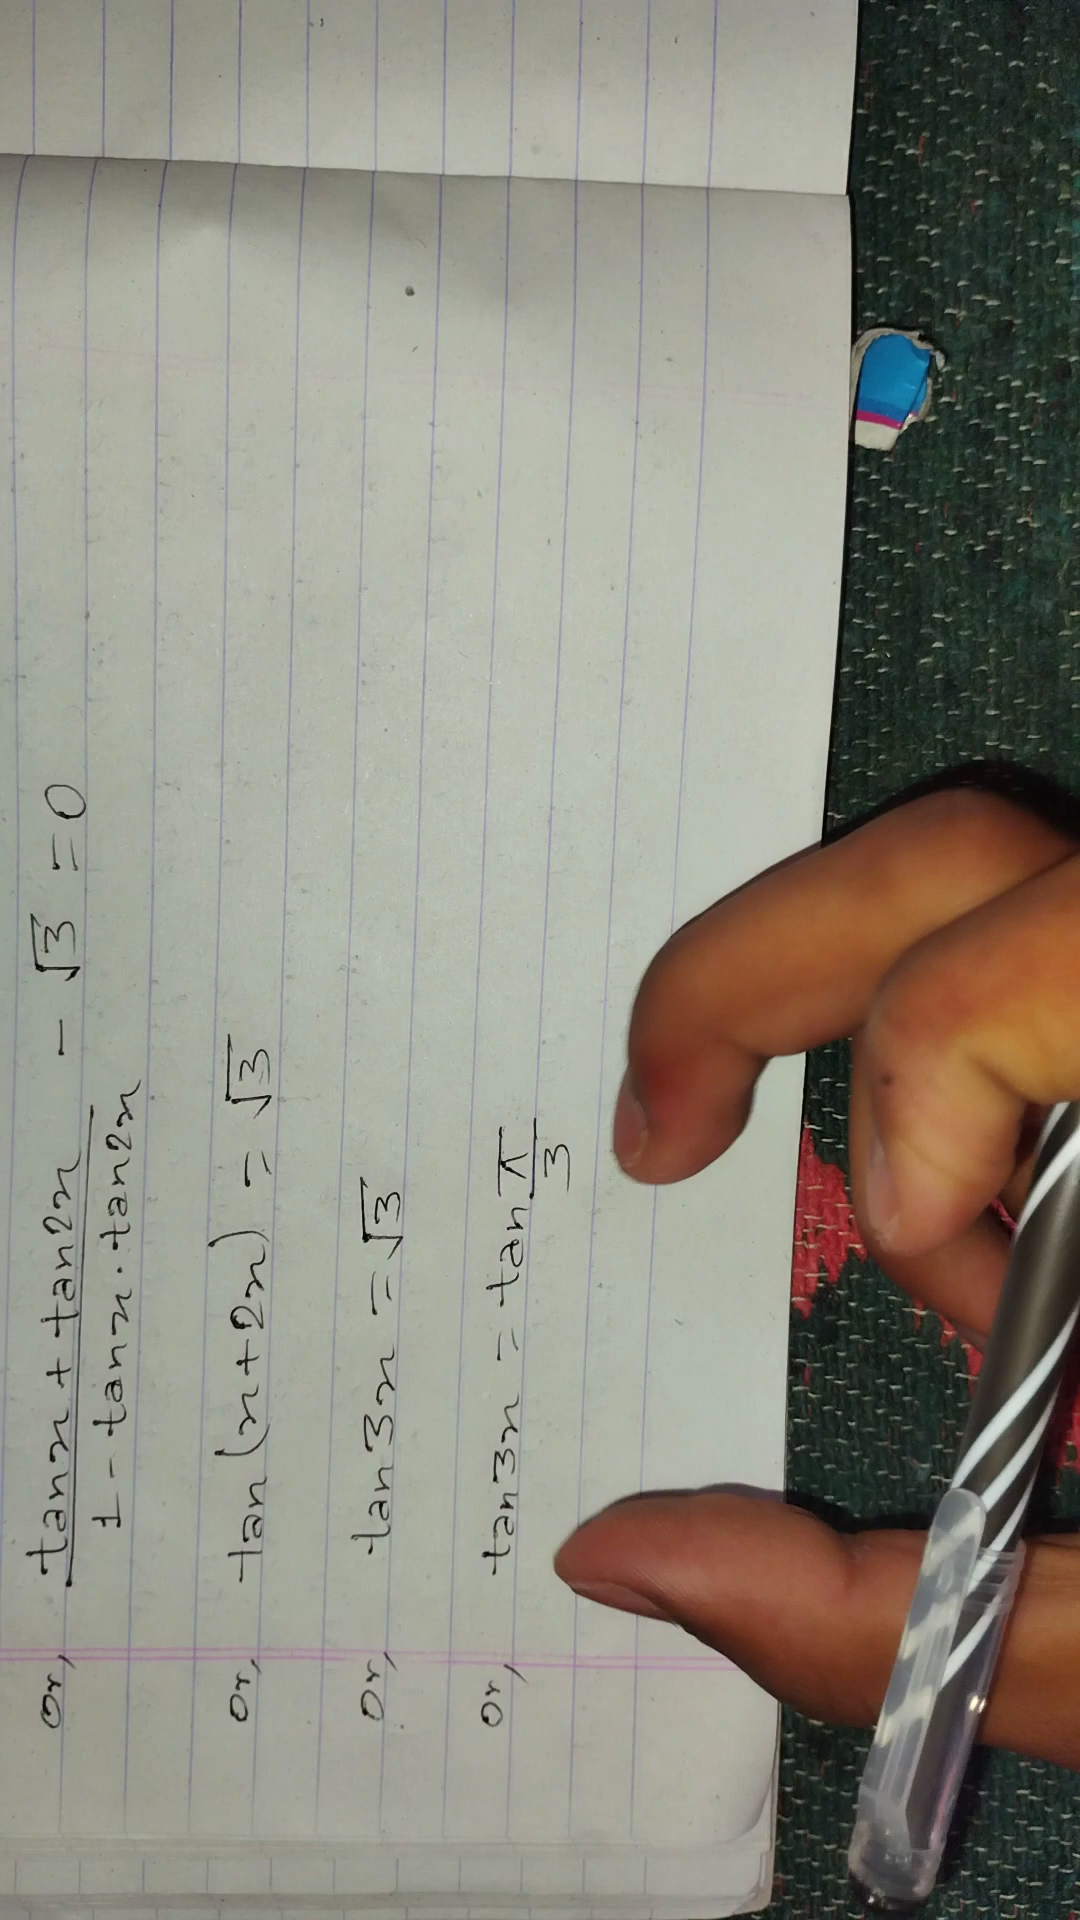 or, (tanx + tan2x)/(1 - tanx · tan2x) - √3 = 0
or, tan(x+2x) = √3
or, tan3x = √3
or, tan3x = tan π/3